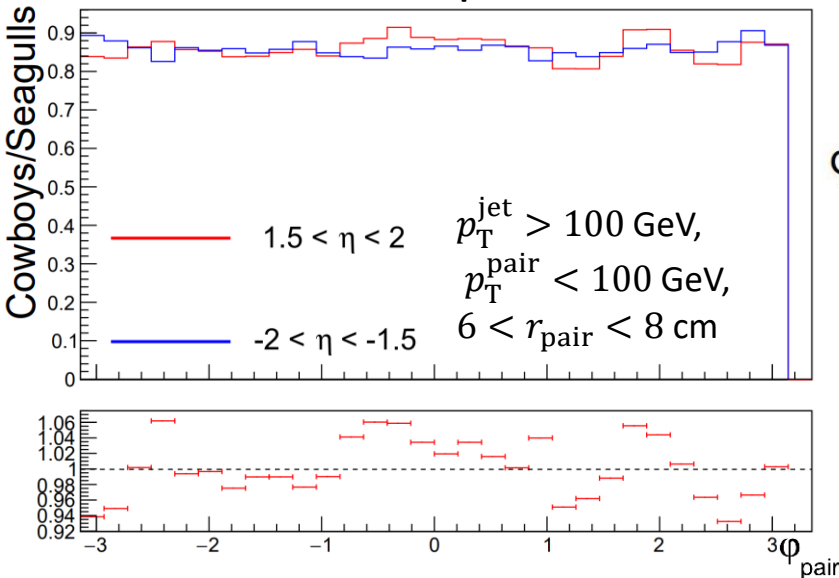 Cowboys/Seagulls
0.9
0.8
0.7
0.6
0.5
0.4
0.3
0.2
0.1
0
1.5 < η < 2
-2 < η < -1.5
p_T^jet > 100 GeV,
p_T^pair < 100 GeV,
6 < r_pair < 8 cm
1.06
1.04
1.02
1
0.98
0.96
0.94
0.92
−3 −2 −1 0 1 2 3
φ_pair